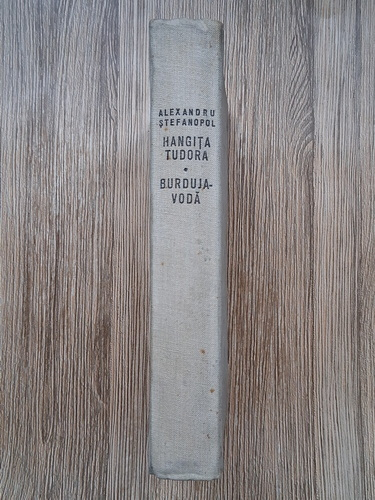 ALEXANDRU
ȘTEFANOPOL
HANGIȚA
TUDORA
•
BURDUJA-
VODĂ